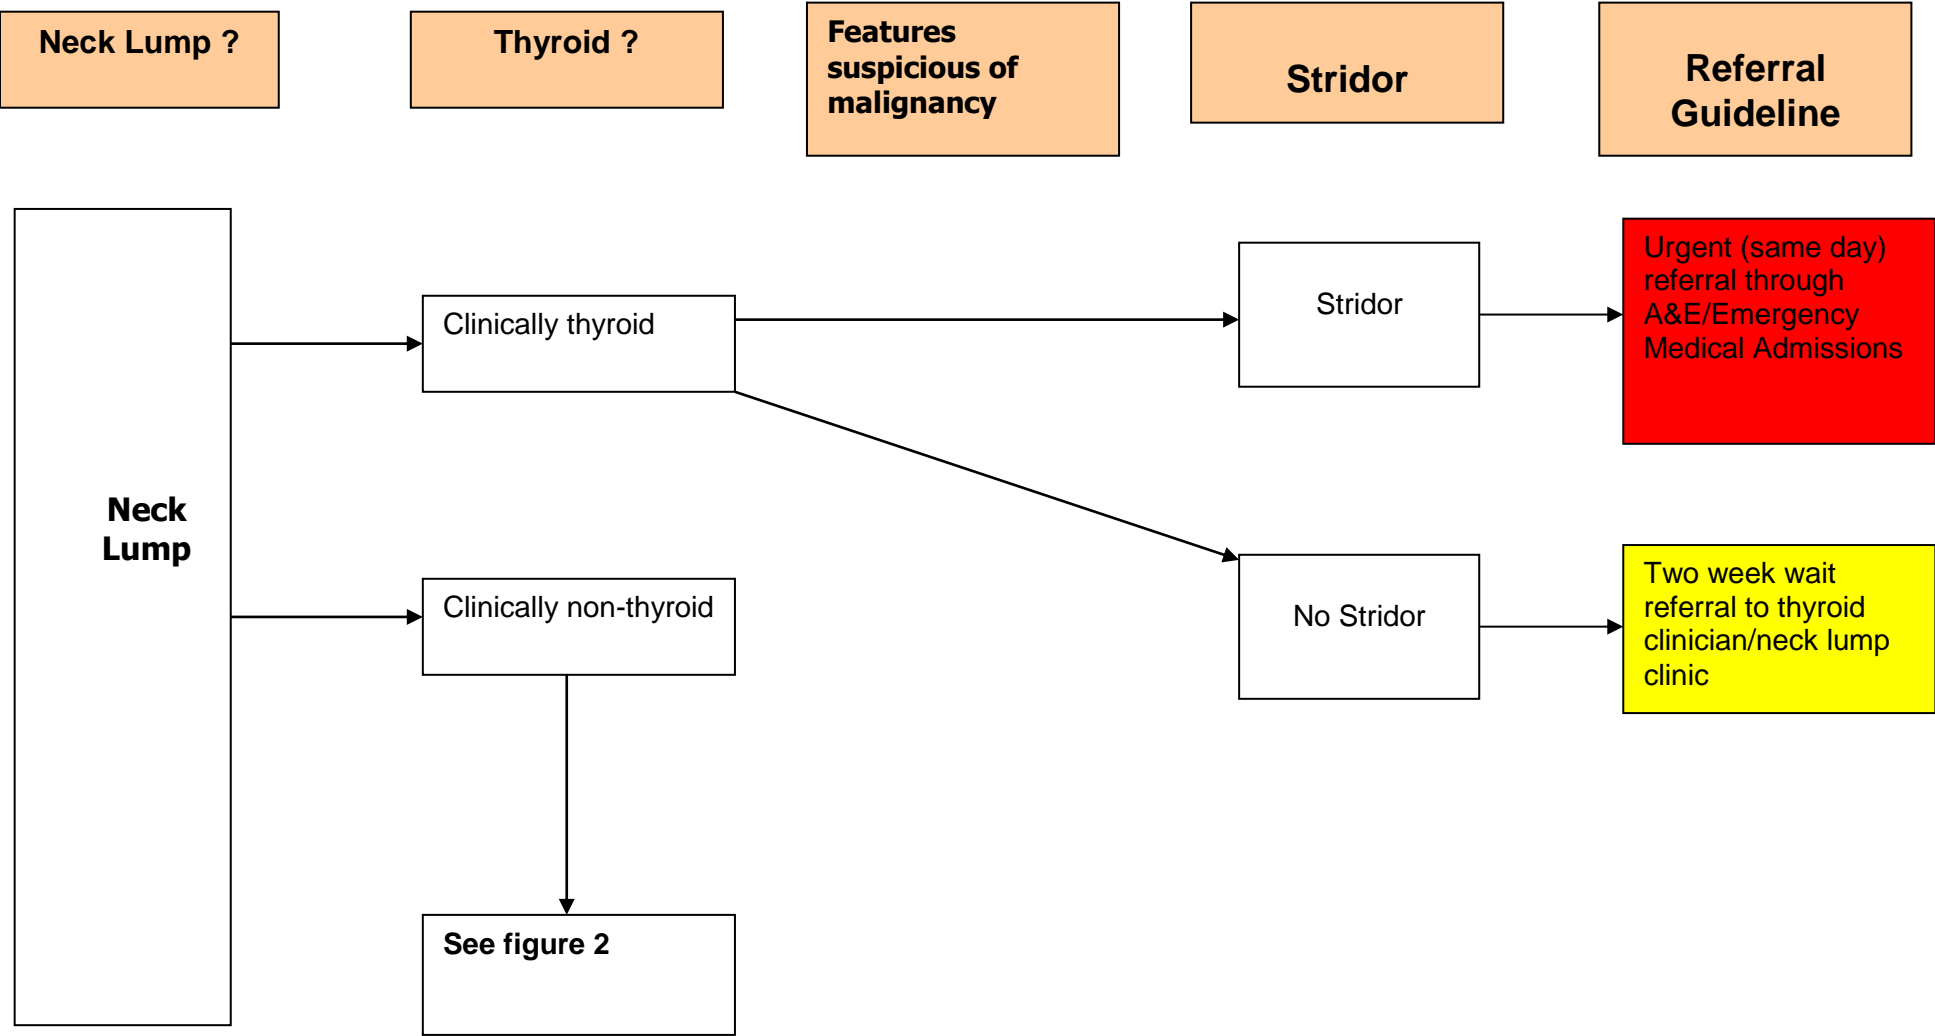 Neck Lump ?
Thyroid ?
Features
suspicious of
malignancy
Stridor
Referral
Guideline
Neck
Lump
Clinically thyroid
Stridor
Urgent (same day)
referral through
A&E/Emergency
Medical Admissions
Clinically non-thyroid
No Stridor
Two week wait
referral to thyroid
clinician/neck lump
clinic
See figure 2